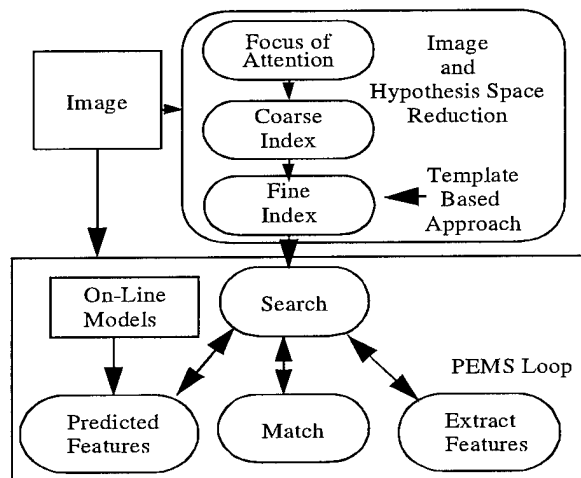 Focus of
Attention
Image
and
Hypothesis Space
Reduction
Image
Coarse
Index
Fine
Index
Template
Based
Approach
On-Line
Models
Search
PEMS Loop
Predicted
Features
Match
Extract
Features